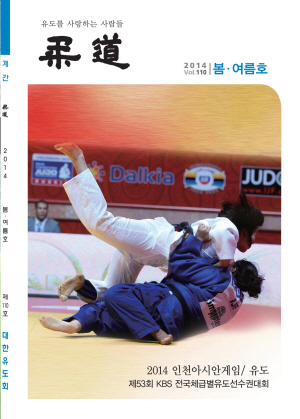 유도를 사랑하는 사람들
柔道
2014
Vol.110
봄·여름호
계간
柔道
2014
봄·여름호
제110호
대한유도회
JUDO
Dalkia
JUDO
2014 인천아시안게임/ 유도
제53회 KBS 전국체급별유도선수권대회